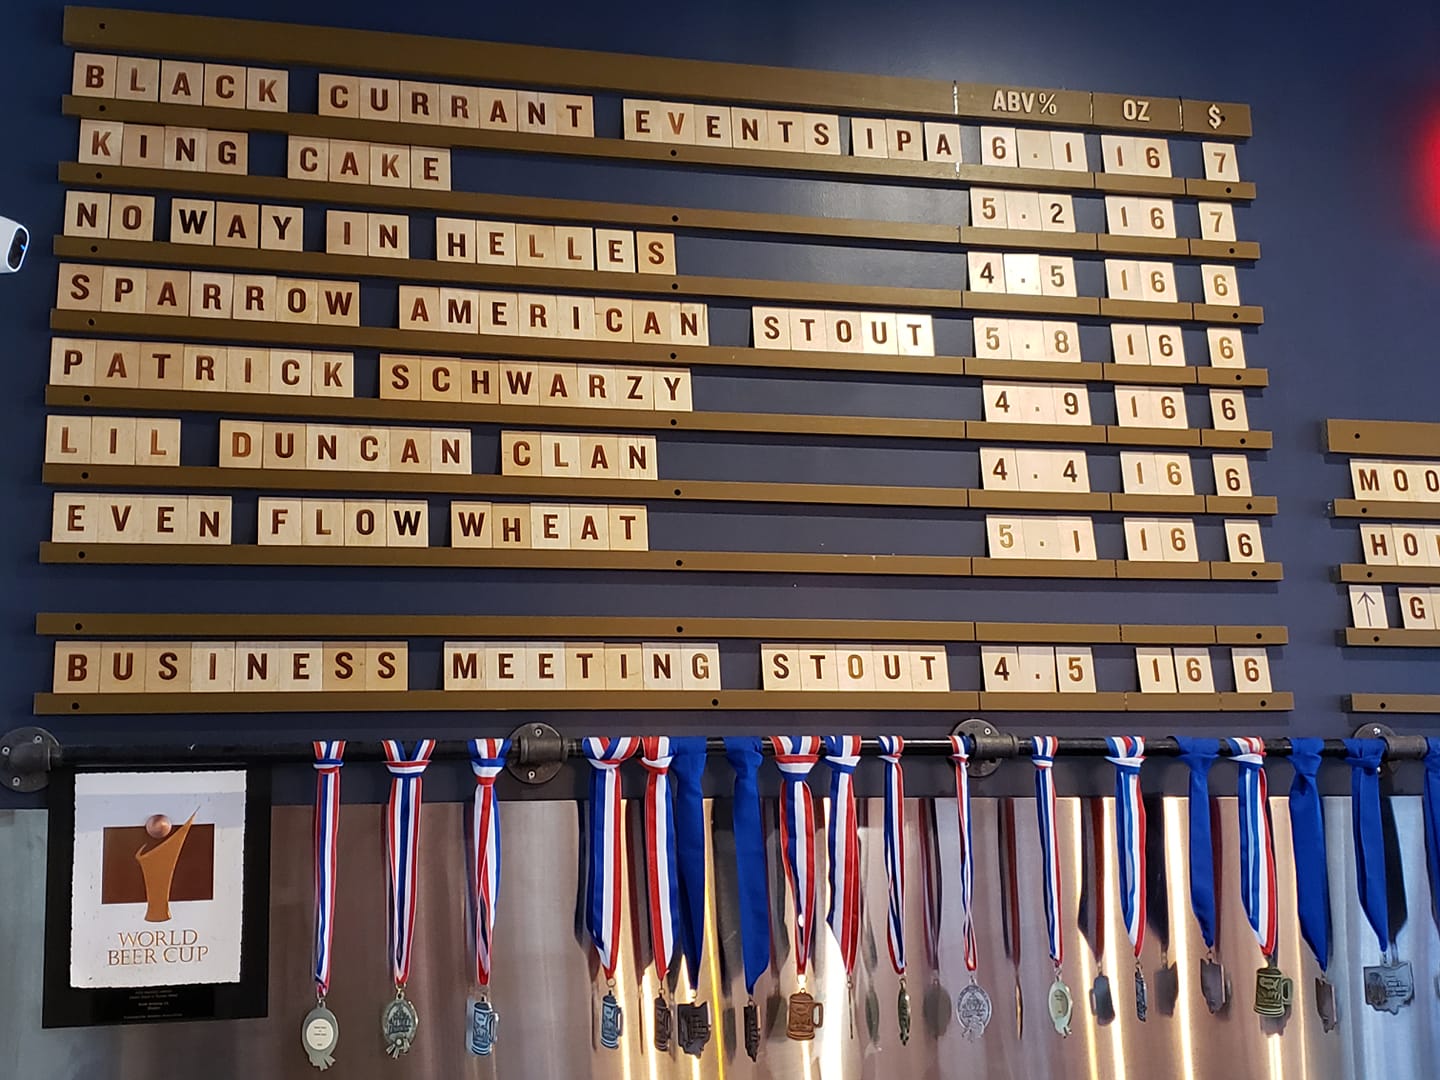 ABV% OZ $
BLACK CURRANT EVENTS IPA 6.1 16 7
KING CAKE 5.2 16 7
NO WAY IN HELLES 4.5 16 6
SPARROW AMERICAN STOUT 5.8 16 6
PATRICK SCHWARZY 4.9 16 6
LIL DUNCAN CLAN 4.4 16 6
EVEN FLOW WHEAT 5.1 16 6
BUSINESS MEETING STOUT 4.5 16 6
MOO
HO
↑ G
WORLD
BEER CUP